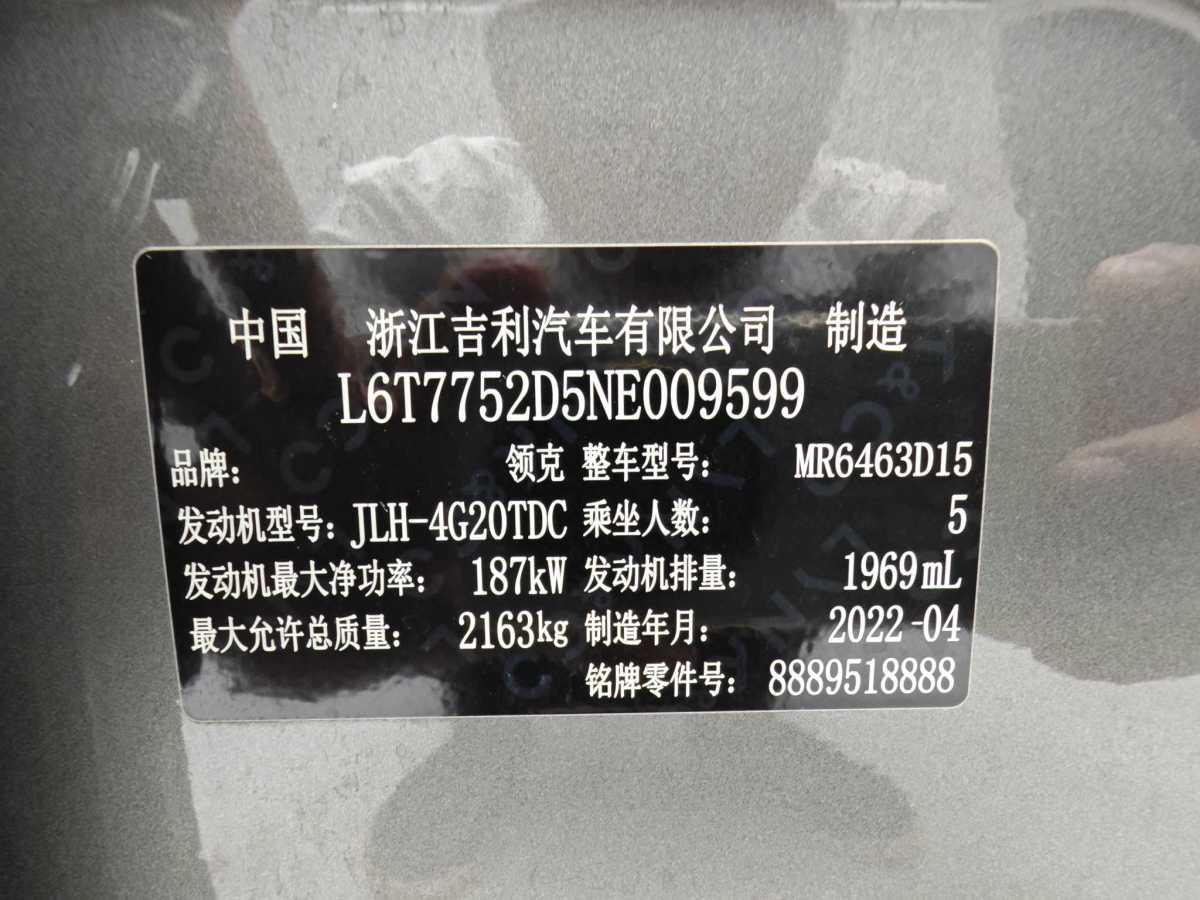 中国 浙江吉利汽车有限公司 制造
L6T7752D5NE009599
品牌: 领克 整车型号: MR6463D15
发动机型号: JLH-4G20TDC 乘坐人数: 5
发动机最大净功率: 187kW 发动机排量: 1969mL
最大允许总质量: 2163kg 制造年月: 2022-04
铭牌零件号: 8889518888